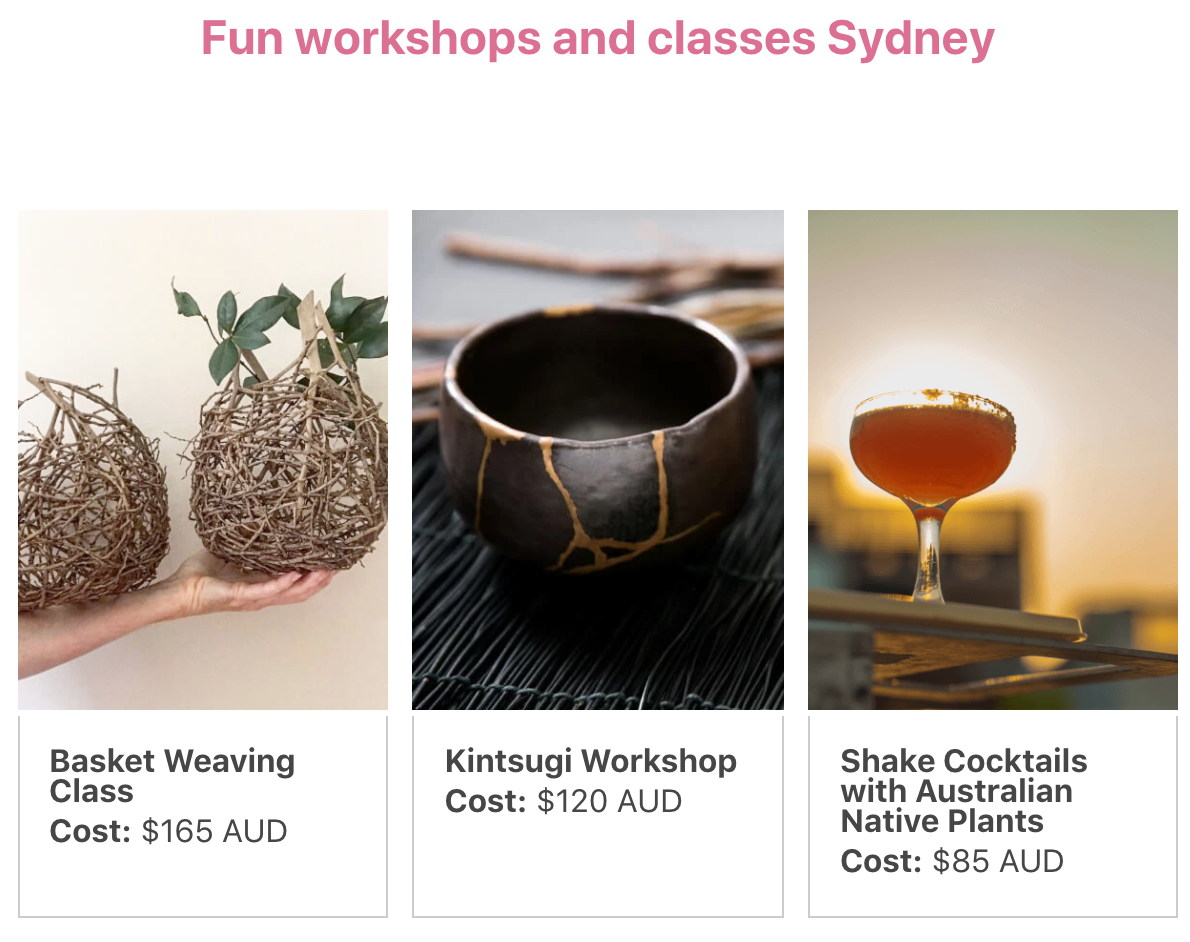 Fun workshops and classes Sydney
Basket Weaving
Class
Cost: $165 AUD
Kintsugi Workshop
Cost: $120 AUD
Shake Cocktails
with Australian
Native Plants
Cost: $85 AUD